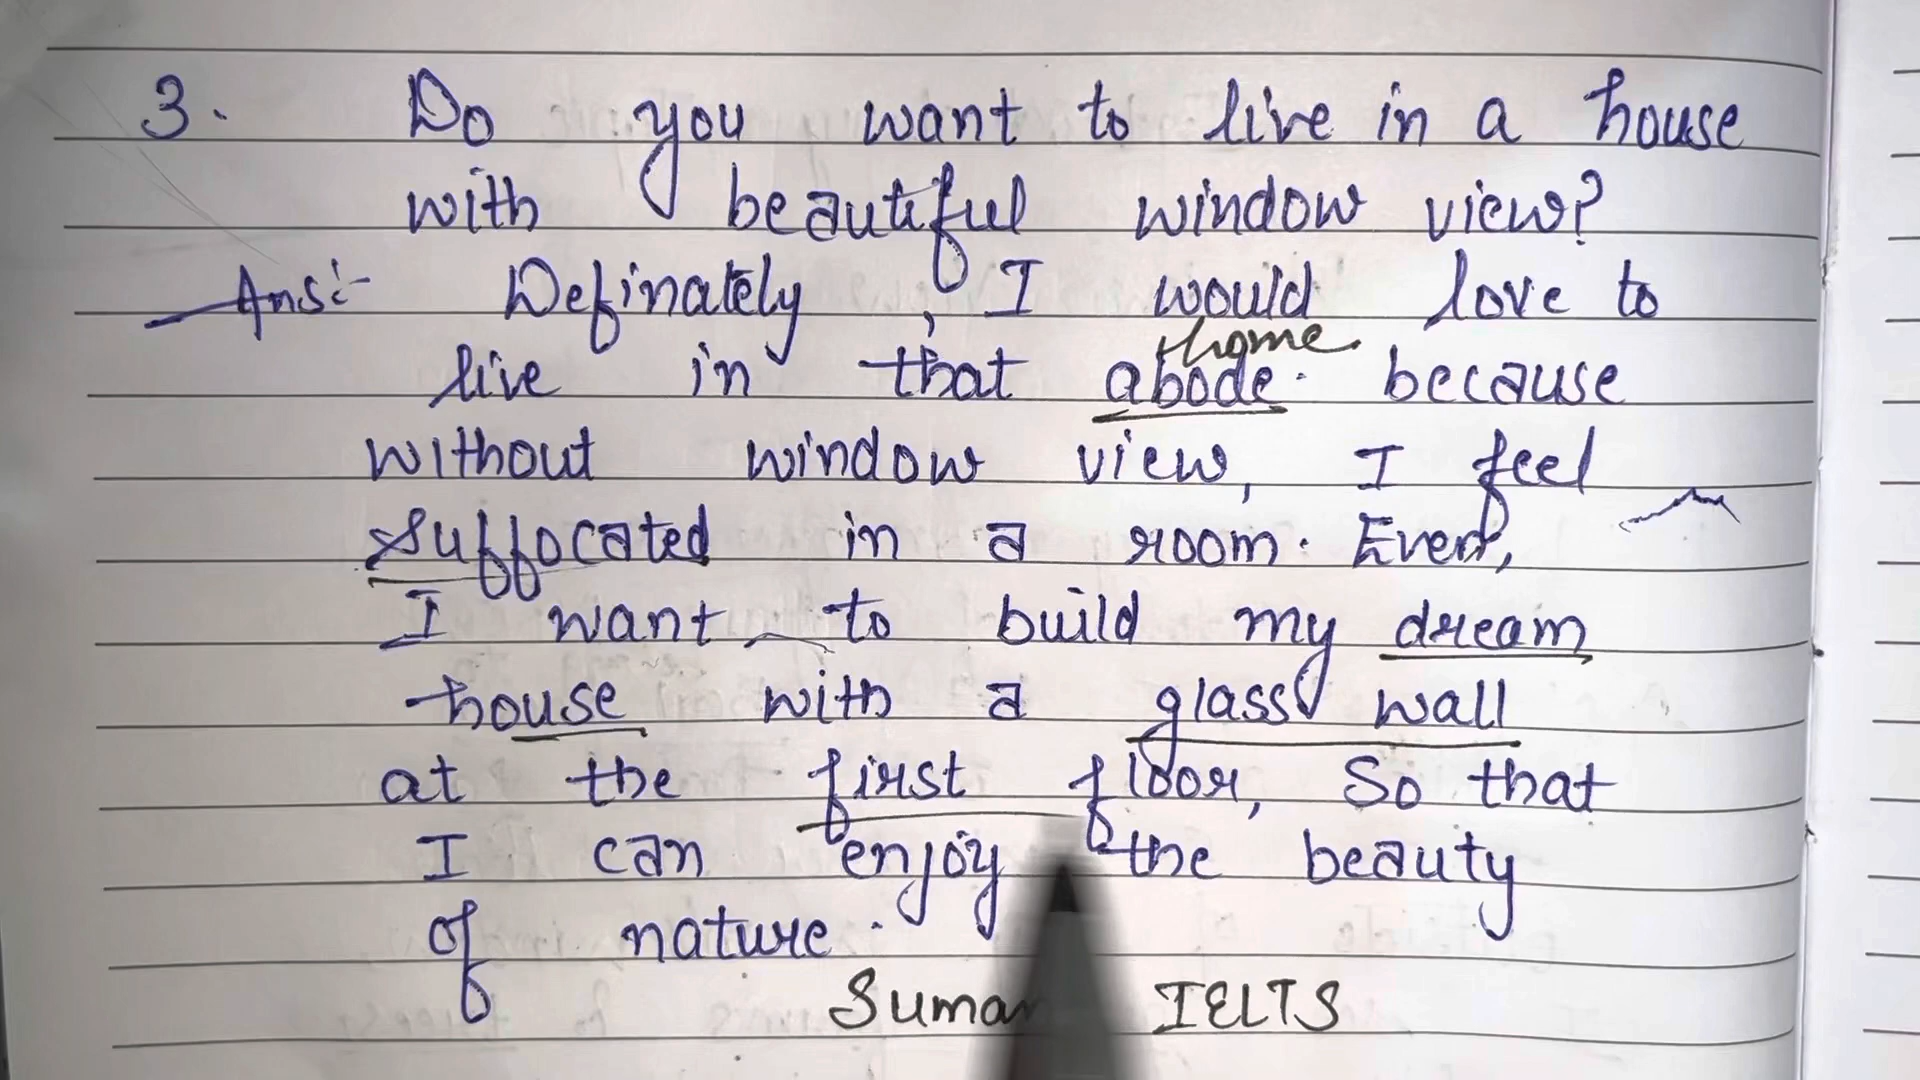 3. Do you want to live in a house
with beautiful window view?
Ans:- Definately, I would love to
home
live in that abode. because
without window view, I feel
suffocated in a room. Even,
I want to build my dream
house with a glass wall
at the first floor, So that
I can enjoy the beauty
of nature.
Suman IELTS